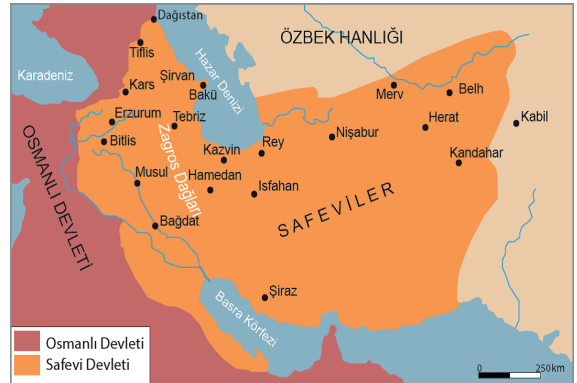 Dağıstan
ÖZBEK HANLIĞI
Tiflis
Hazar Denizi
Karadeniz
Kars
Şirvan
Bakü
Merv
Belh
Erzurum
Tebriz
Herat
Kabil
Bitlis
Zagros Dağları
Kazvin
Rey
Nişabur
Kandahar
OSMANLI DEVLETİ
Musul
Hamedan
Isfahan
SAFEVİLER
Bağdat
Şiraz
Basra Körfezi
Osmanlı Devleti
Safevi Devleti
0
250km